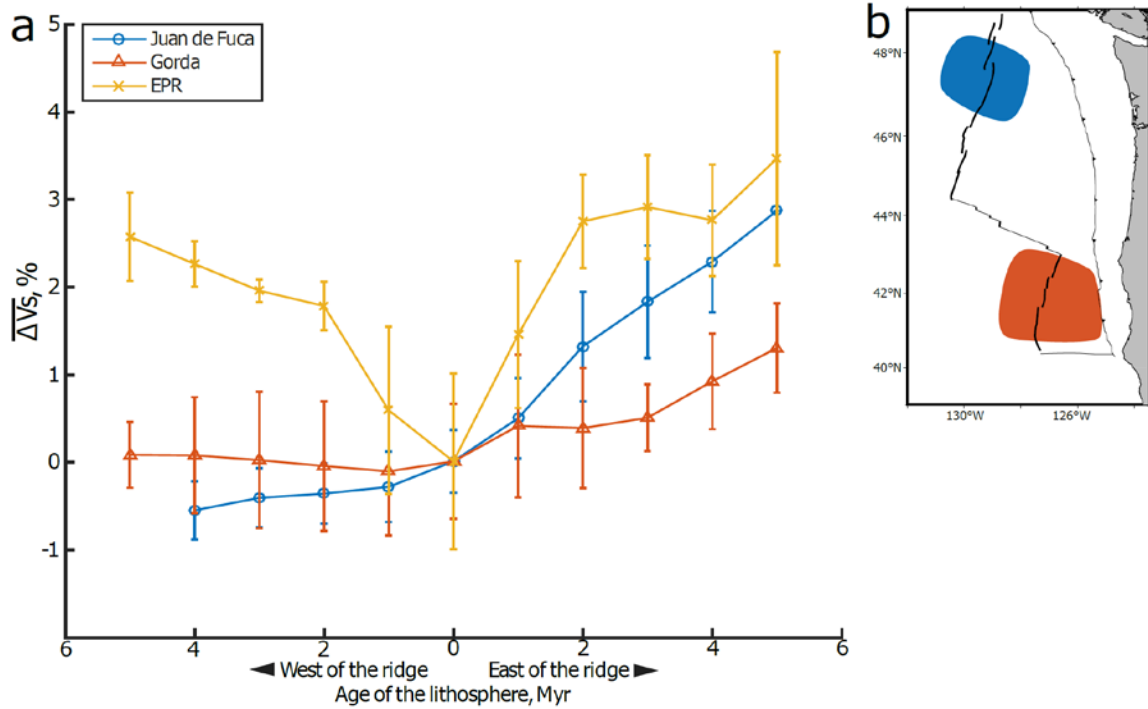 a
5
4
3
2
1
0
-1
Juan de Fuca
Gorda
EPR
ΔVs, %
6 4 2 0 2 4 6
◄ West of the ridge East of the ridge ►
Age of the lithosphere, Myr
b
48°N
46°N
44°N
42°N
40°N
130°W 126°W